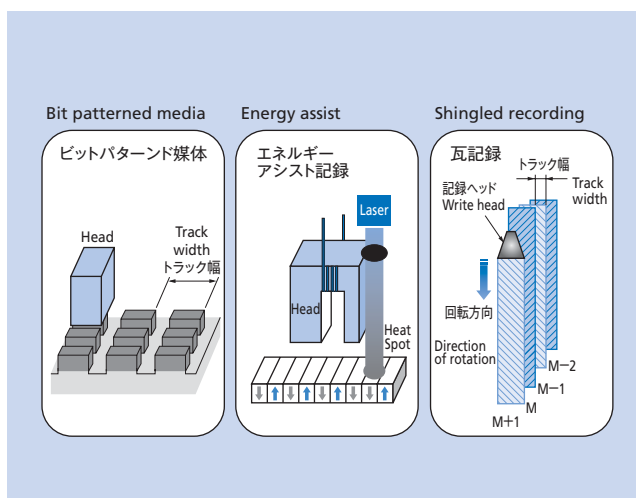 Bit patterned media
ビットパターンド媒体
Head
Track
width
トラック幅
Energy assist
エネルギー
アシスト記録
Laser
Head
Heat
Spot
Shingled recording
瓦記録
トラック幅
記録ヘッド
Write head
Track
width
回転方向
Direction
of rotation
M−2
M−1
M
M+1